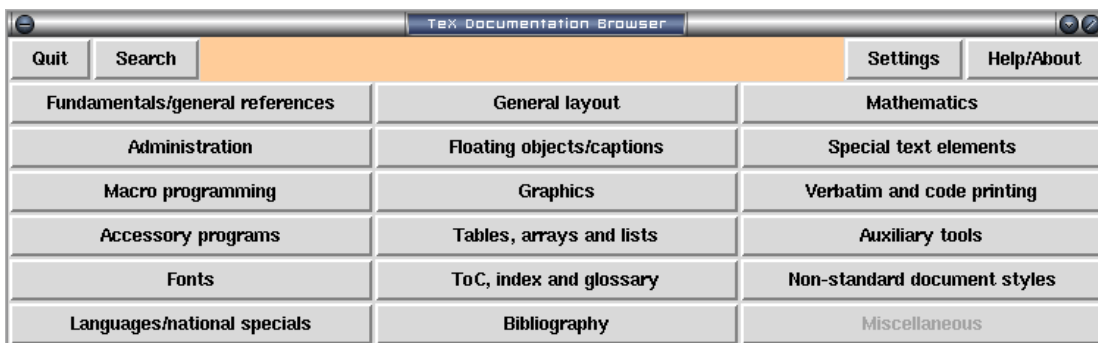 TeX Documentation Browser
Quit Search Settings Help/About
Fundamentals/general references General layout Mathematics
Administration Floating objects/captions Special text elements
Macro programming Graphics Verbatim and code printing
Accessory programs Tables, arrays and lists Auxiliary tools
Fonts ToC, index and glossary Non-standard document styles
Languages/national specials Bibliography Miscellaneous